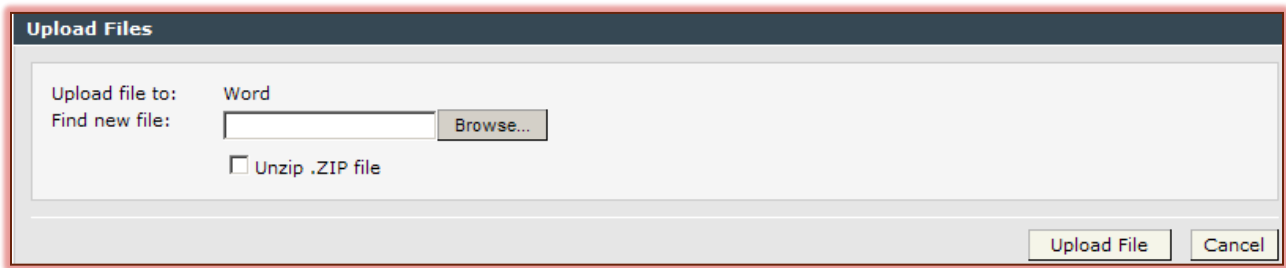 Upload Files
Upload file to: Word
Find new file: Browse...
Unzip .ZIP file
Upload File Cancel